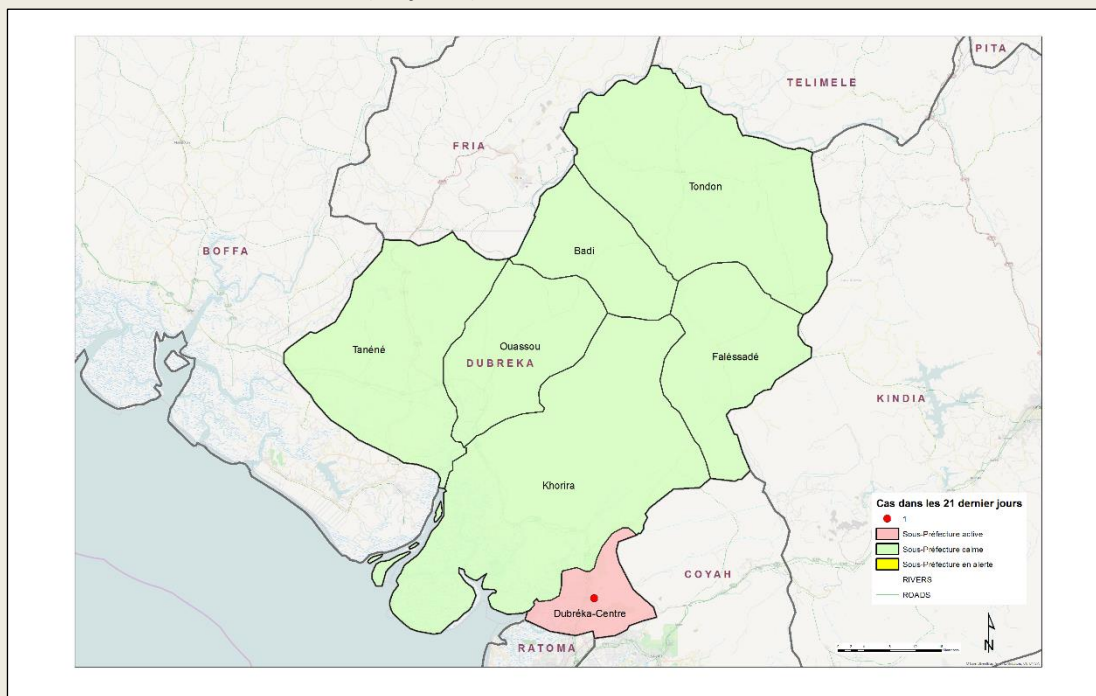 PITA
TELIMELE
FRIA
Tondon
BOFFA
Badi
Ouassou
Tanéné
DUBREKA
Faléssadé
KINDIA
Khorira
Cas dans les 21 dernier jours
1
Sous-Préfecture active
Sous-Préfecture calme
Sous-Préfecture en alerte
RIVERS
ROADS
COYAH
Dubréka-Centre
RATOMA
N